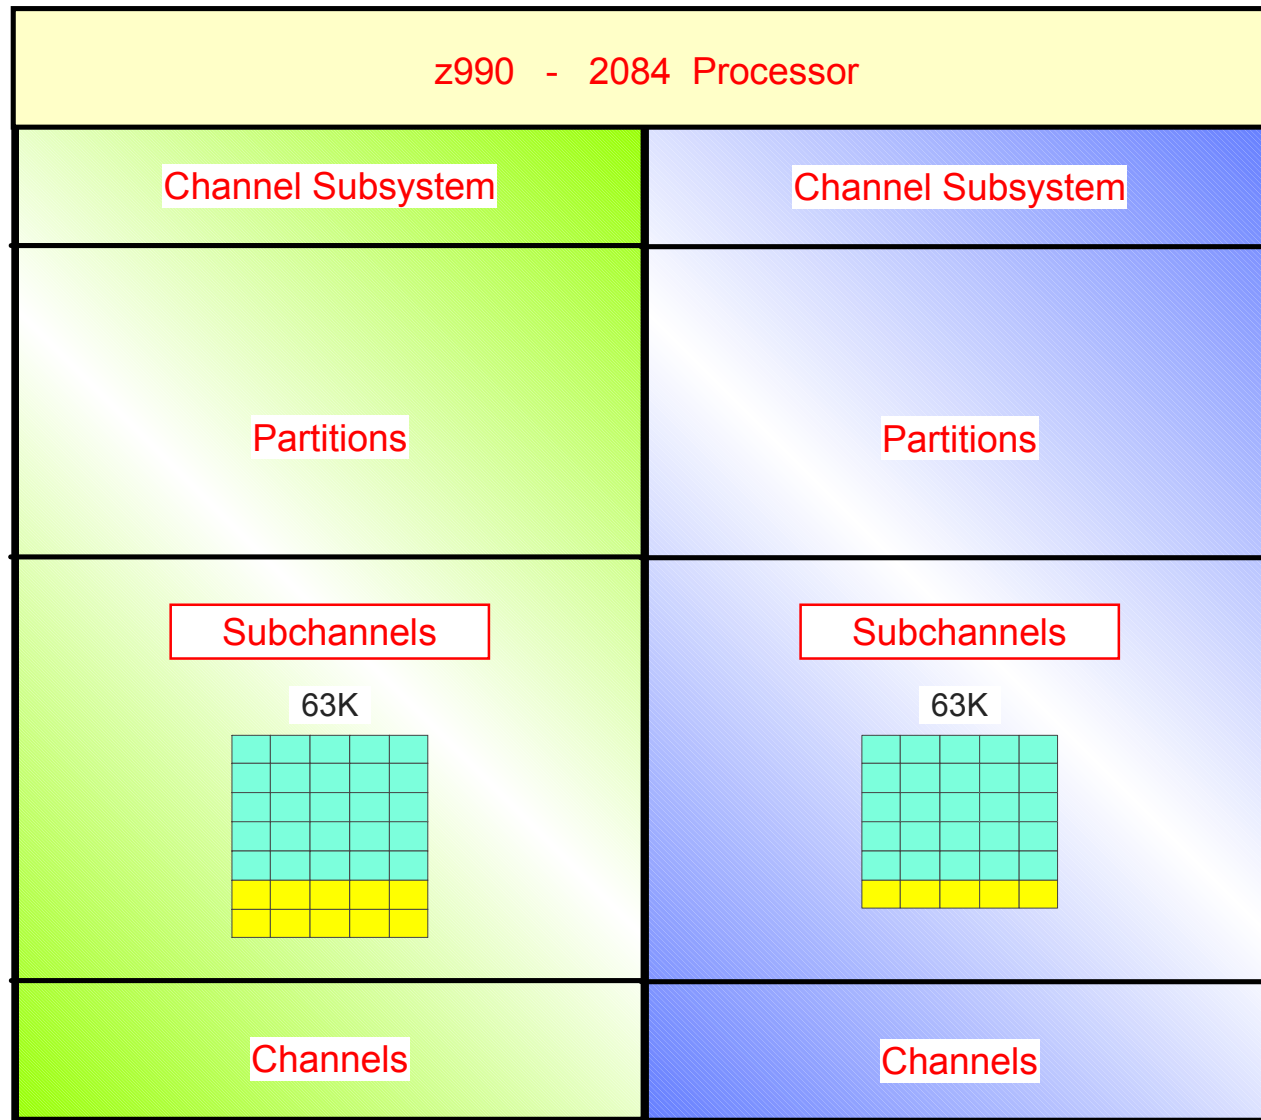 z990 - 2084 Processor
Channel Subsystem
Channel Subsystem
Partitions
Partitions
Subchannels
Subchannels
63K
63K
Channels
Channels